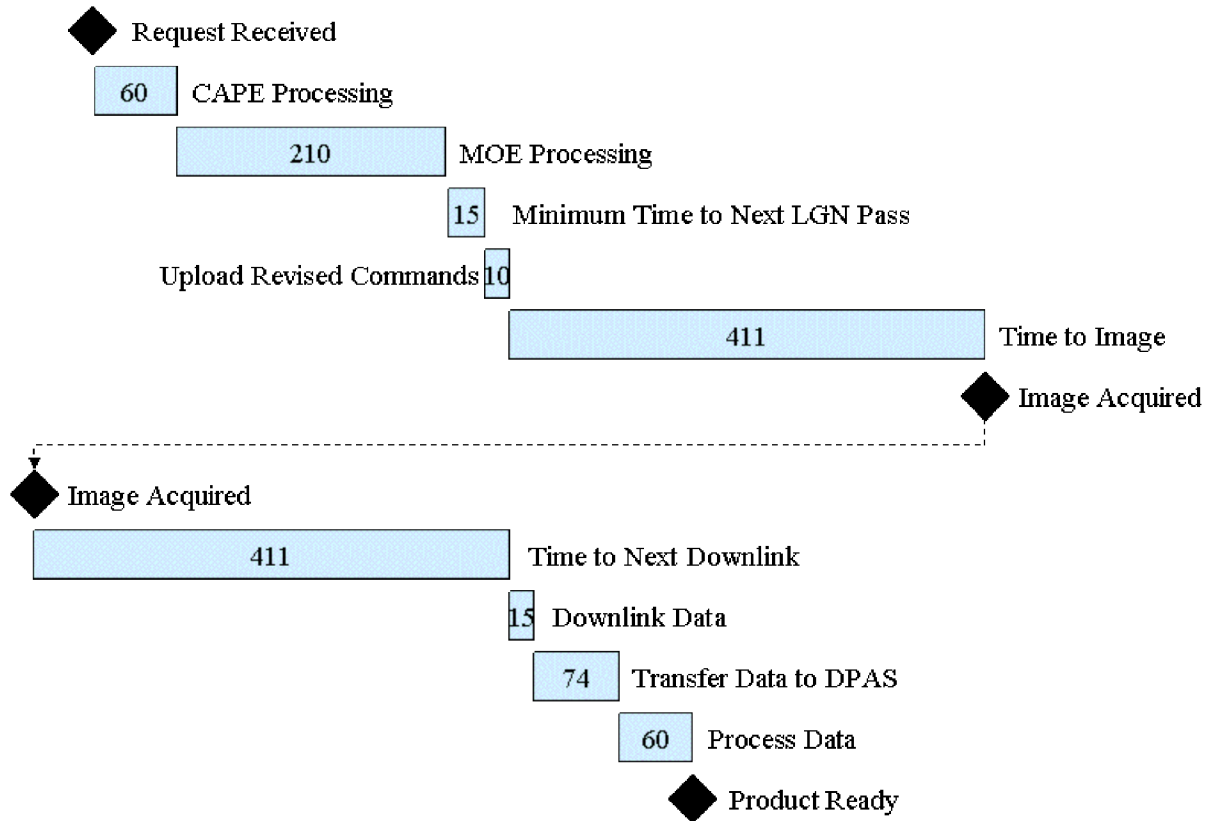 Request Received
60 CAPE Processing
210 MOE Processing
15 Minimum Time to Next LGN Pass
Upload Revised Commands 10
411 Time to Image
Image Acquired
Image Acquired
411 Time to Next Downlink
15 Downlink Data
74 Transfer Data to DPAS
60 Process Data
Product Ready